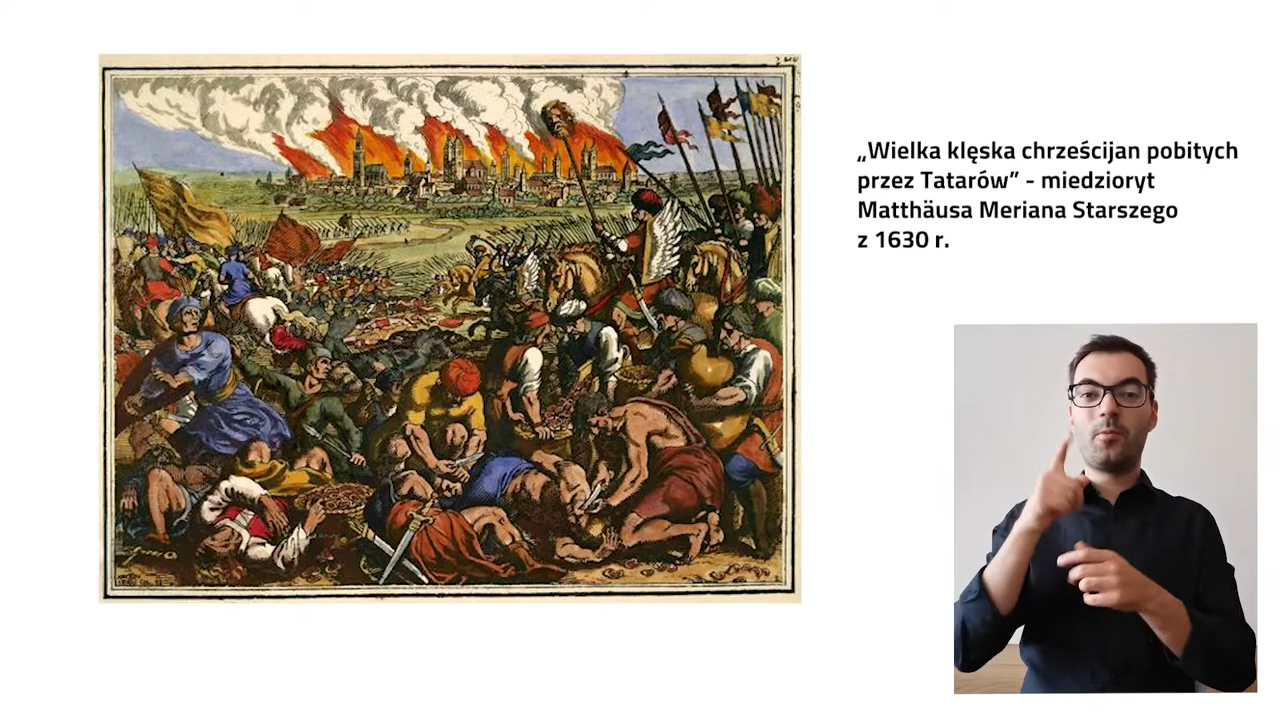 „Wielka klęska chrześcijan pobitych
przez Tatarów” - miedzioryt
Matthäusa Meriana Starszego
z 1630 r.